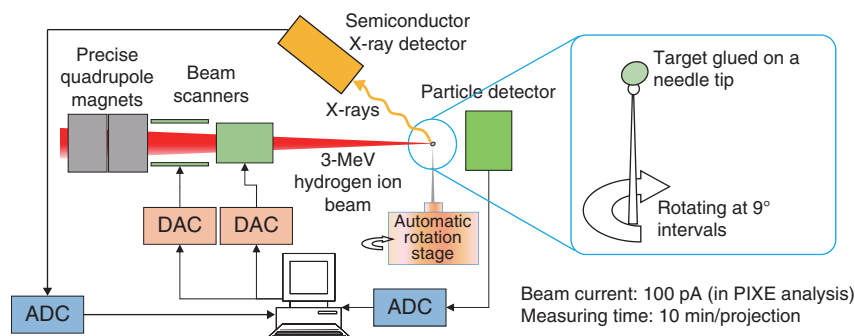 Semiconductor
X-ray detector
Precise
quadrupole
magnets
Beam
scanners
X-rays
Particle detector
Target glued on a
needle tip
3-MeV
hydrogen ion
beam
Rotating at 9°
intervals
DAC
DAC
Automatic
rotation
stage
ADC
ADC
Beam current: 100 pA (in PIXE analysis)
Measuring time: 10 min/projection